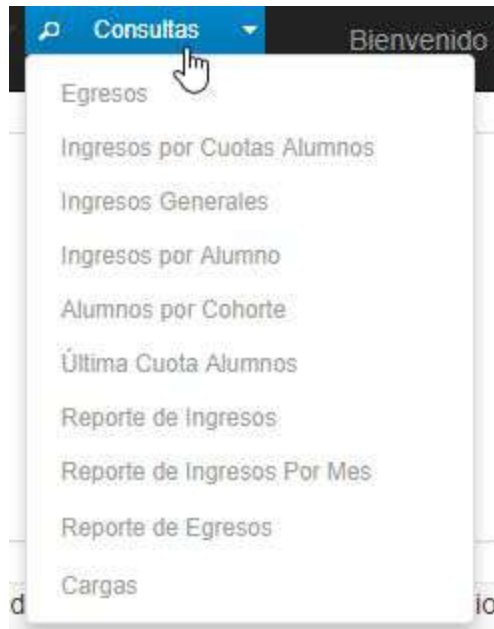 Consultas
Bienvenido
Egresos
Ingresos por Cuotas Alumnos
Ingresos Generales
Ingresos por Alumno
Alumnos por Cohorte
Última Cuota Alumnos
Reporte de Ingresos
Reporte de Ingresos Por Mes
Reporte de Egresos
Cargas